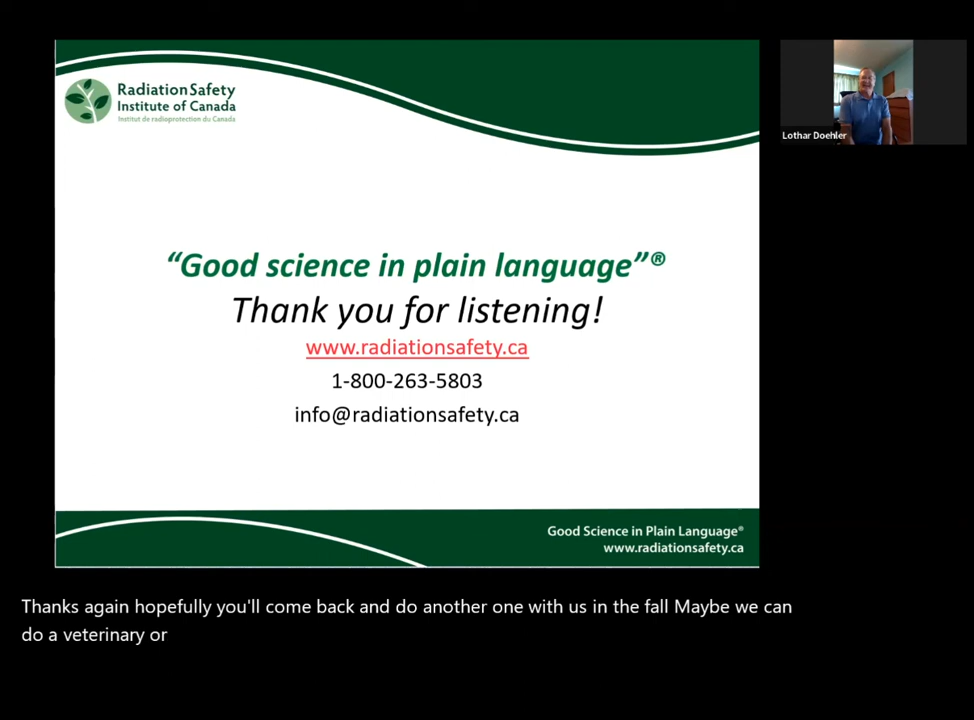 Radiation Safety
Institute of Canada
Institut de radioprotection du Canada
Lothar Doehler
“Good science in plain language”®
Thank you for listening!
www.radiationsafety.ca
1-800-263-5803
info@radiationsafety.ca
Good Science in Plain Language®
www.radiationsafety.ca
Thanks again hopefully you'll come back and do another one with us in the fall Maybe we can
do a veterinary or